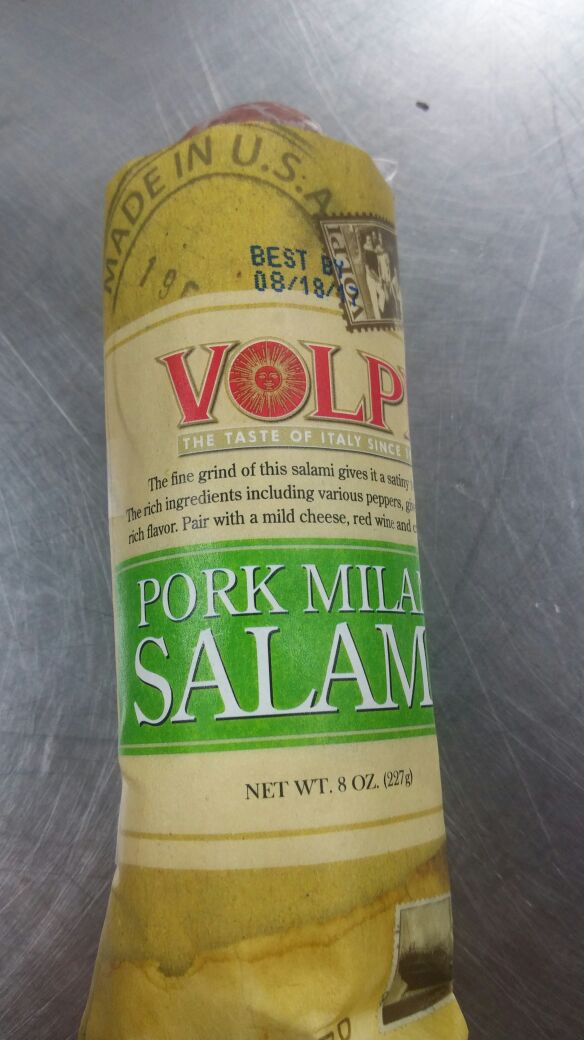 MADE IN U.S.A
BEST BY
08/18/19
VOLPI
VOLP
THE TASTE OF ITALY SINCE
The fine grind of this salami gives it a satiny
The rich ingredients including various peppers,
rich flavor. Pair with a mild cheese, red wine and
PORK MILA
SALAM
NET WT. 8 OZ. (227g)